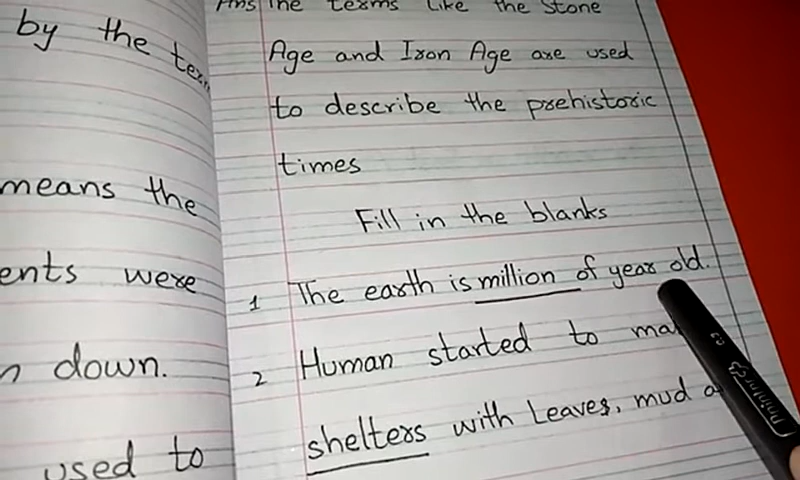 by the
means the
ents were
down.
used to
Ans the terms like the Stone
Age and Iron Age are used
to describe the prehistoric
times
Fill in the blanks
1 The earth is million of year old.
2 Human started to
shelters with Leaves, mud